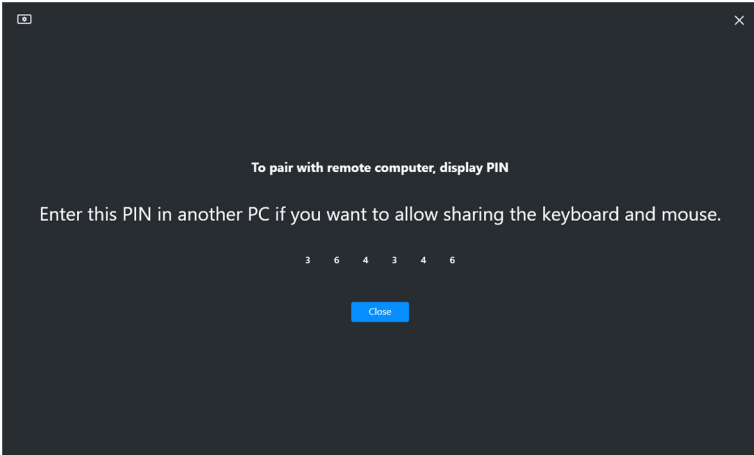 To pair with remote computer, display PIN
Enter this PIN in another PC if you want to allow sharing the keyboard and mouse.
3 6 4 3 4 6
Close